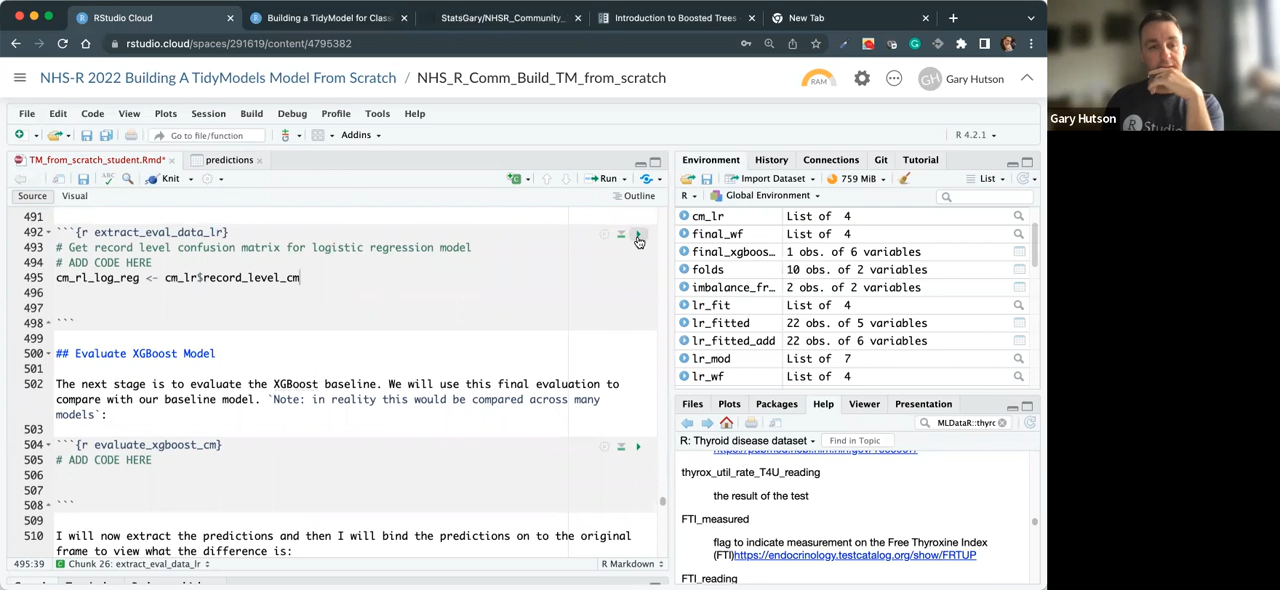 RStudio Cloud
Building a TidyModel for Class
StatsGary/NHSR_Community_
Introduction to Boosted Trees
New Tab
rstudio.cloud/spaces/291619/content/4795382
NHS-R 2022 Building A TidyModels Model From Scratch / NHS_R_Comm_Build_TM_from_scratch
RAM
GH Gary Hutson
File Edit Code View Plots Session Build Debug Profile Tools Help
Go to file/function
Addins
R 4.2.1
TM_from_scratch_student.Rmd*
predictions
Knit
Run
Source Visual
Outline
491
492 ```{r extract_eval_data_lr}
493 # Get record level confusion matrix for logistic regression model
494 # ADD CODE HERE
495 cm_rl_log_reg <- cm_lr$record_level_cm
496
497
498 ```
499
500 ## Evaluate XGBoost Model
501
502 The next stage is to evaluate the XGBoost baseline. We will use this final evaluation to
compare with our baseline model. `Note: in reality this would be compared across many
models`:
503
504 ```{r evaluate_xgboost_cm}
505 # ADD CODE HERE
506
507
508 ```
509
510 I will now extract the predictions and then I will bind the predictions on to the original
frame to view what the difference is:
495:39 Chunk 26: extract_eval_data_lr
R Markdown
Environment History Connections Git Tutorial
Import Dataset 759 MiB
List
R Global Environment
cm_lr List of 4
final_wf List of 4
final_xgboos… 1 obs. of 6 variables
folds 10 obs. of 2 variables
imbalance_fr… 2 obs. of 2 variables
lr_fit List of 4
lr_fitted 22 obs. of 5 variables
lr_fitted_add 22 obs. of 6 variables
lr_mod List of 7
lr_wf List of 4
Files Plots Packages Help Viewer Presentation
MLDataR::thyrc
R: Thyroid disease dataset
Find in Topic
thyrox_util_rate_T4U_reading
the result of the test
FTI_measured
flag to indicate measurement on the Free Thyroxine Index
(FTI)https://endocrinology.testcatalog.org/show/FRTUP
FTI_reading
Gary Hutson
R Studio